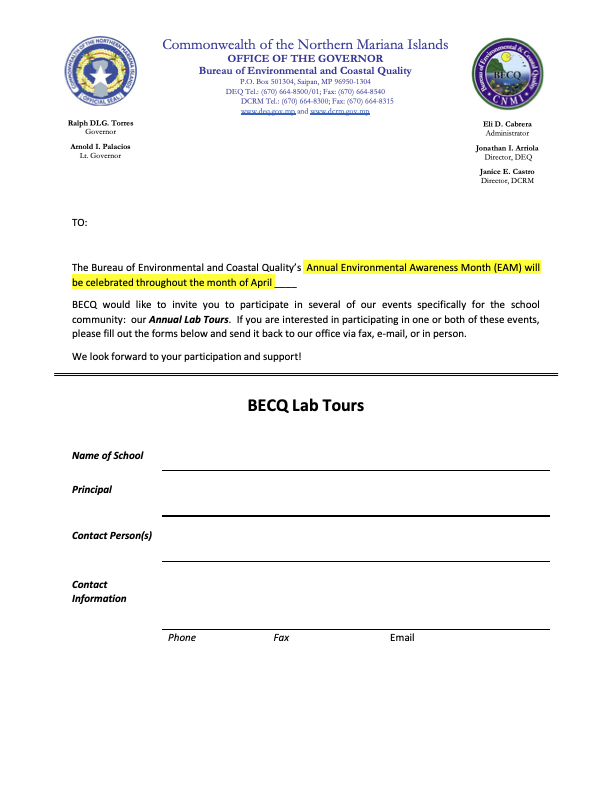 Commonwealth of the Northern Mariana Islands
OFFICE OF THE GOVERNOR
Bureau of Environmental and Coastal Quality
P.O. Box 501304, Saipan, MP 96950-1304
DEQ Tel.: (670) 664-8500/01; Fax: (670) 664-8540
DCRM Tel.: (670) 664-8300; Fax: (670) 664-8315
www.deq.gov.mp and www.dcrm.gov.mp
COMMONWEALTH OF THE NORTHERN MARIANA ISLANDS
OFFICIAL SEAL
Ralph DLG. Torres
Governor
Arnold I. Palacios
Lt. Governor
Bureau of Environmental & Coastal Quality
BECQ
CNMI
Eli D. Cabrera
Administrator
Jonathan I. Arriola
Director, DEQ
Janice E. Castro
Director, DCRM
TO:
The Bureau of Environmental and Coastal Quality's Annual Environmental Awareness Month (EAM) will
be celebrated throughout the month of April ____
BECQ would like to invite you to participate in several of our events specifically for the school
community: our Annual Lab Tours. If you are interested in participating in one or both of these events,
please fill out the forms below and send it back to our office via fax, e-mail, or in person.
We look forward to your participation and support!
BECQ Lab Tours
Name of School
Principal
Contact Person(s)
Contact
Information
Phone Fax Email